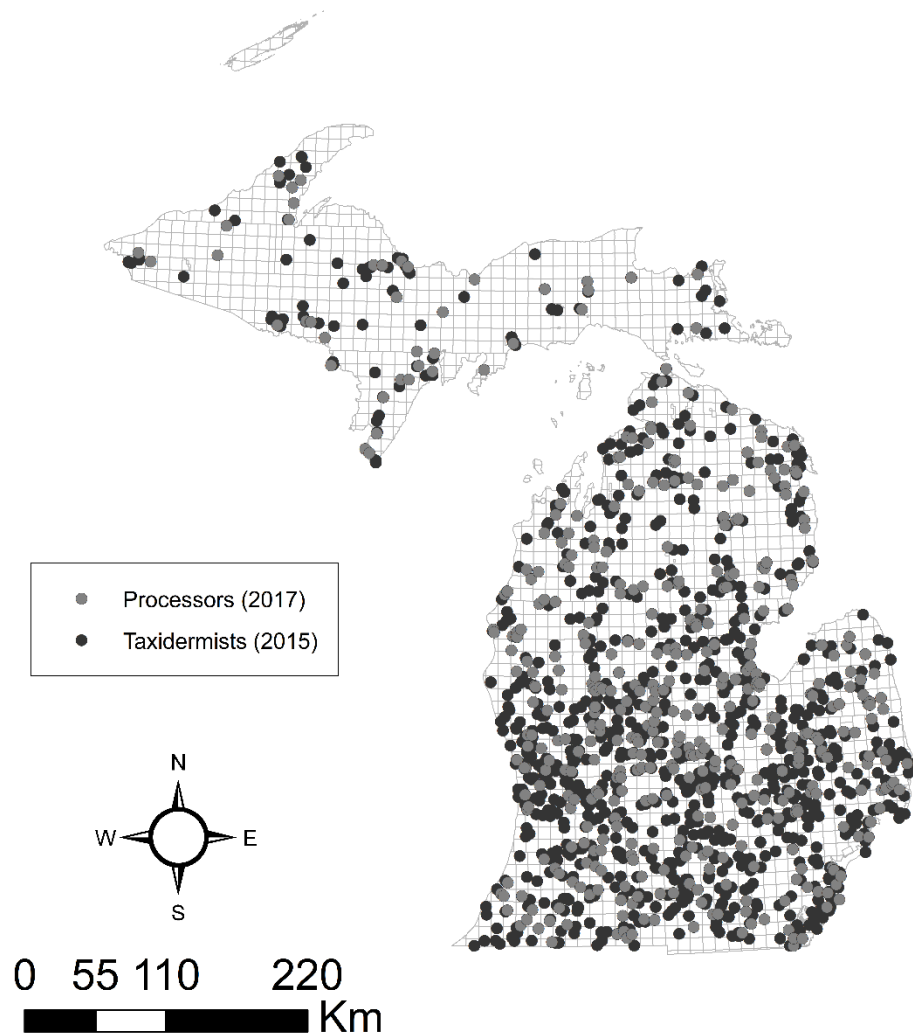 Processors (2017)
Taxidermists (2015)
N
W E
S
0 55 110 220
Km